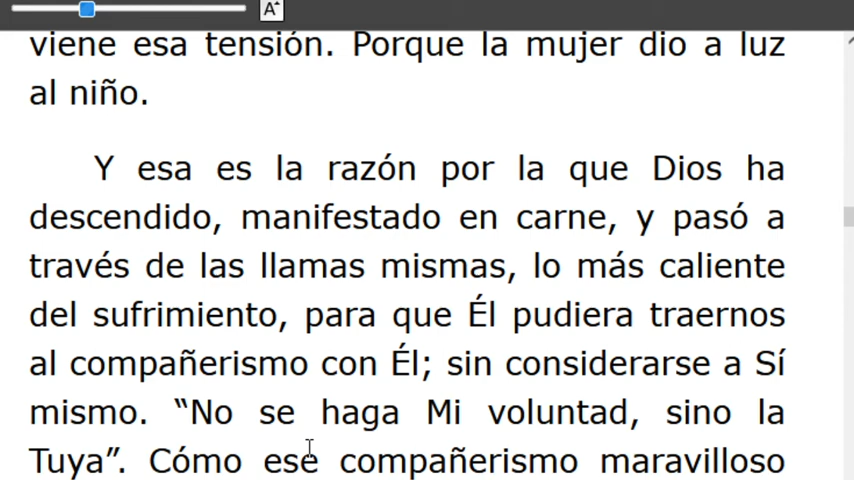 A
viene esa tensión. Porque la mujer dio a luz
al niño.
Y esa es la razón por la que Dios ha
descendido, manifestado en carne, y pasó a
través de las llamas mismas, lo más caliente
del sufrimiento, para que Él pudiera traernos
al compañerismo con Él; sin considerarse a Sí
mismo. “No se haga Mi voluntad, sino la
Tuya”. Cómo ese compañerismo maravilloso